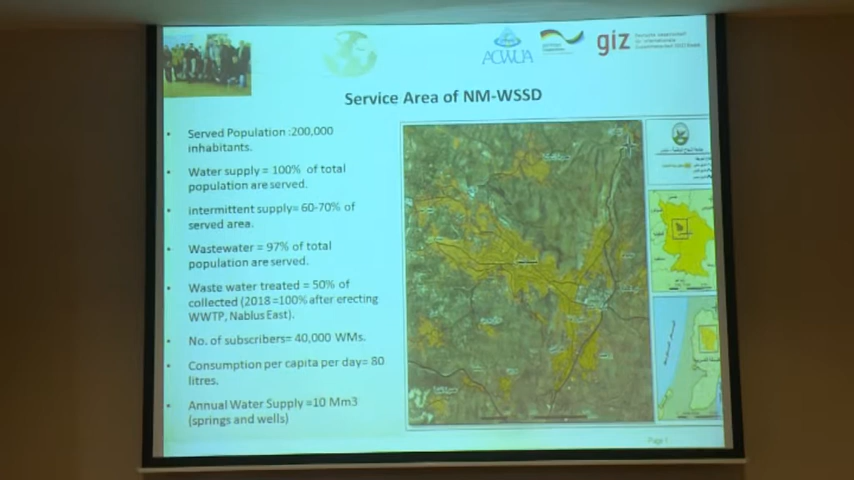 ACWUA
giz
Service Area of NM-WSSD
• Served Population :200,000
inhabitants.
• Water supply = 100% of total
population are served.
• intermittent supply= 60-70% of
served area.
• Wastewater = 97% of total
population are served.
• Waste water treated = 50% of
collected (2018 =100% after erecting
WWTP, Nablus East).
• No. of subscribers= 40,000 WMs.
• Consumption per capita per day= 80
litres.
• Annual Water Supply =10 Mm3
(springs and wells)